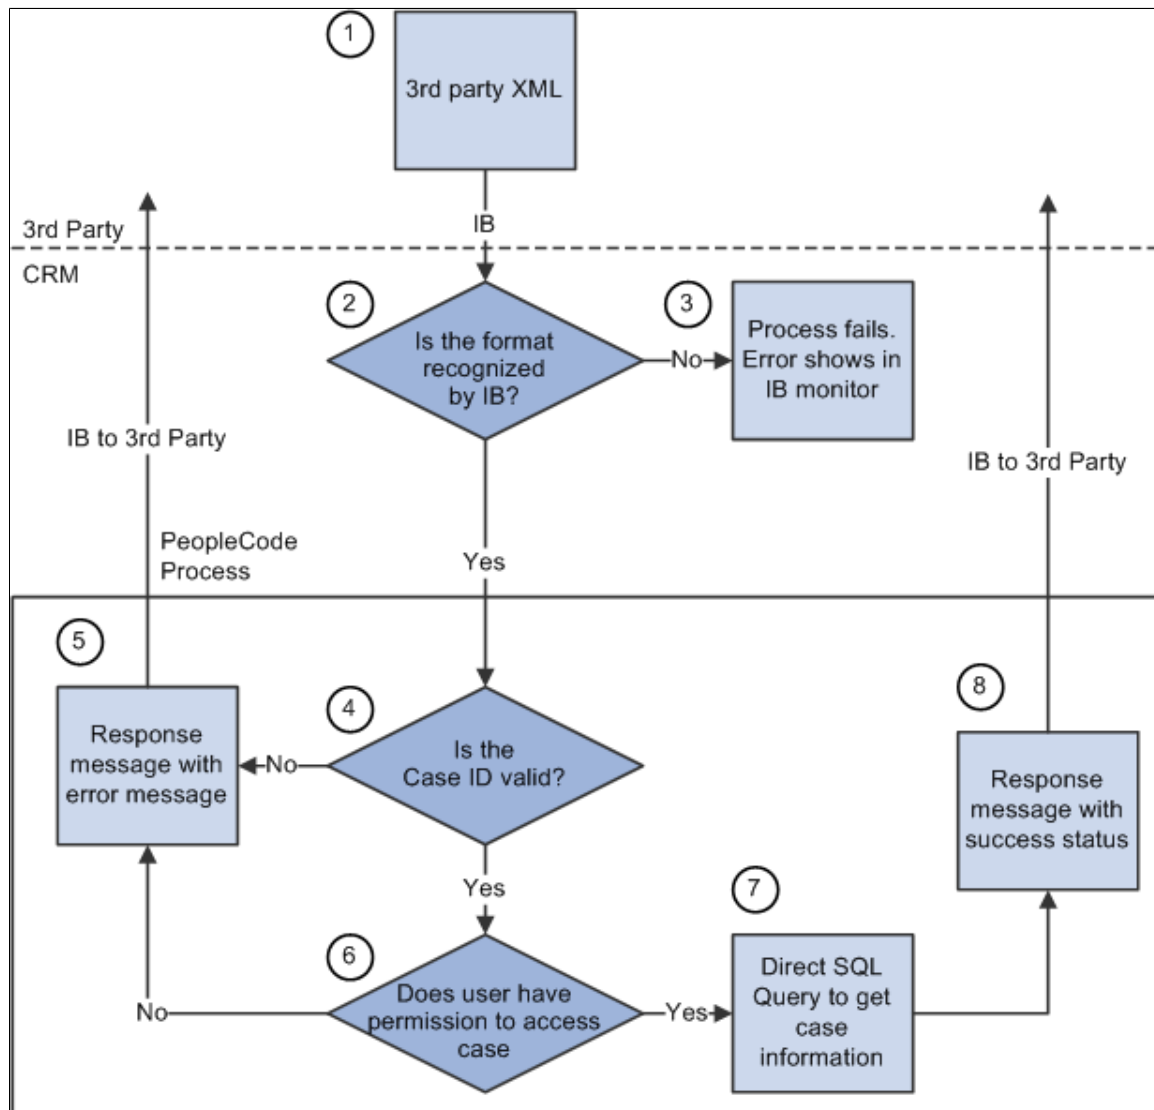 1
3rd party XML
IB
3rd Party
CRM
2
Is the format
recognized
by IB?
No
3
Process fails.
Error shows in
IB monitor
IB to 3rd Party
IB to 3rd Party
PeopleCode
Process
Yes
5
Response
message with
error message
No
4
Is the
Case ID valid?
8
Response
message with
success status
Yes
6
Does user have
permission to access
case
No
Yes
7
Direct SQL
Query to get
case
information